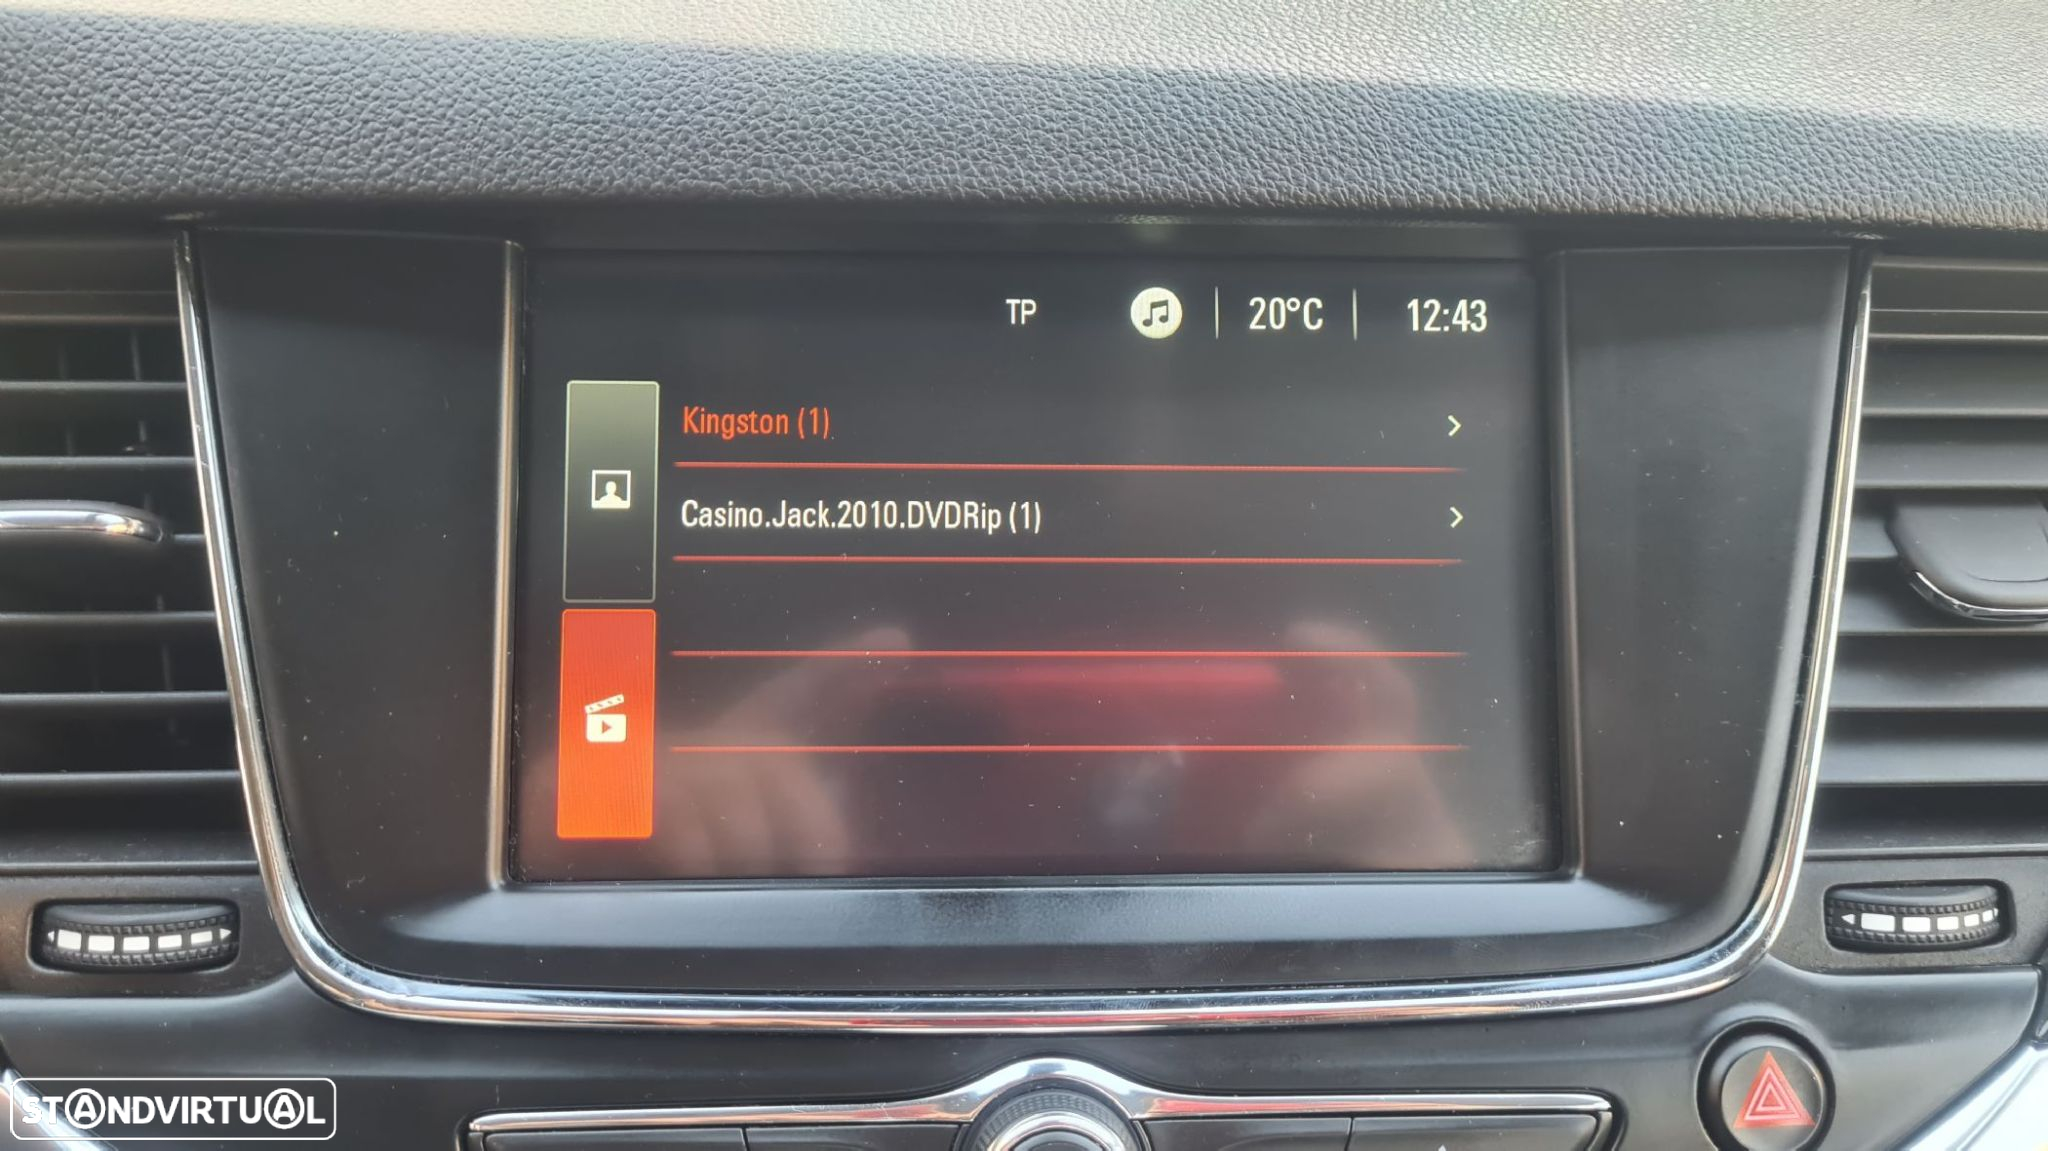 TP 20°C 12:43
Kingston (1)
Casino.Jack.2010.DVDRip (1)
STANDVIRTUAL